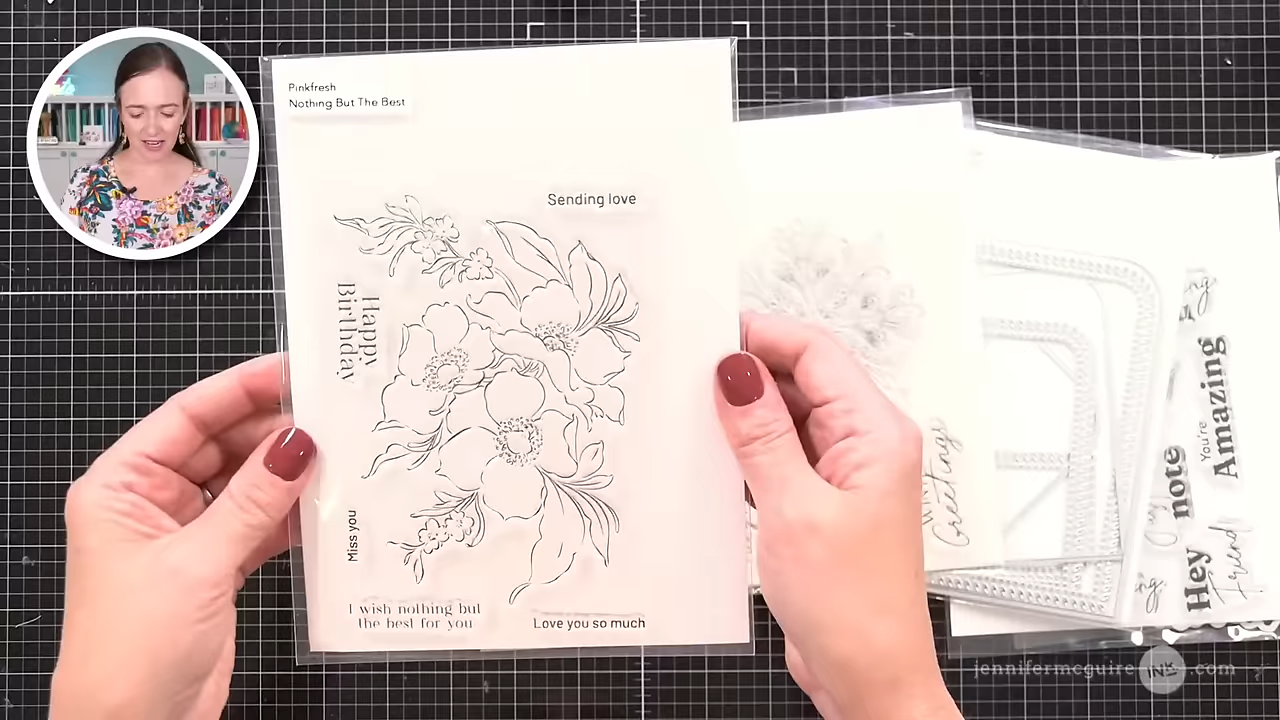 Pinkfresh
Nothing But The Best
Sending love
Happy
Birthday
Miss you
I wish nothing but
the best for you
Love you so much
Greetings
You're
Amazing
note
Hey
Friend
jennifermcguire INK .com